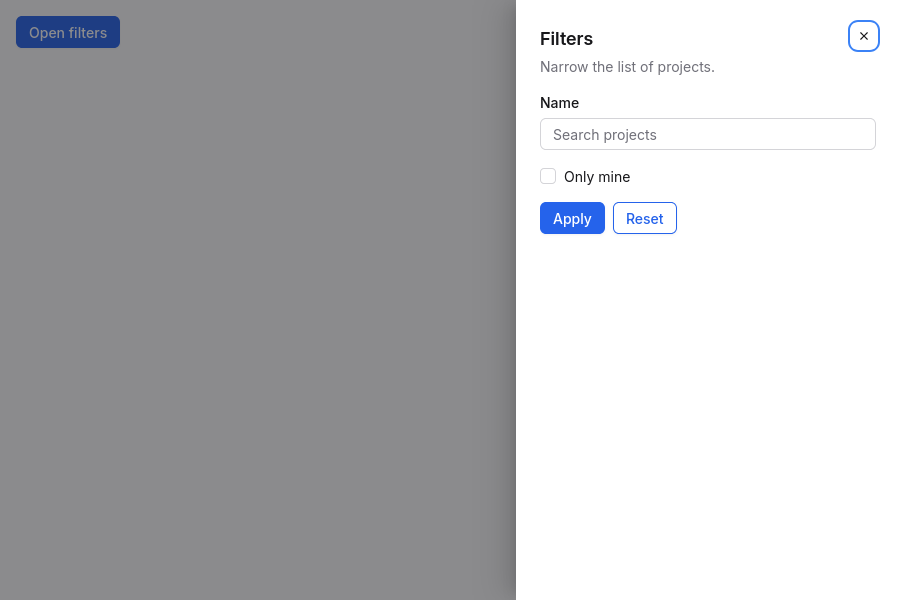 Open filters
Filters
Narrow the list of projects.
Name
Search projects
Only mine
Apply
Reset